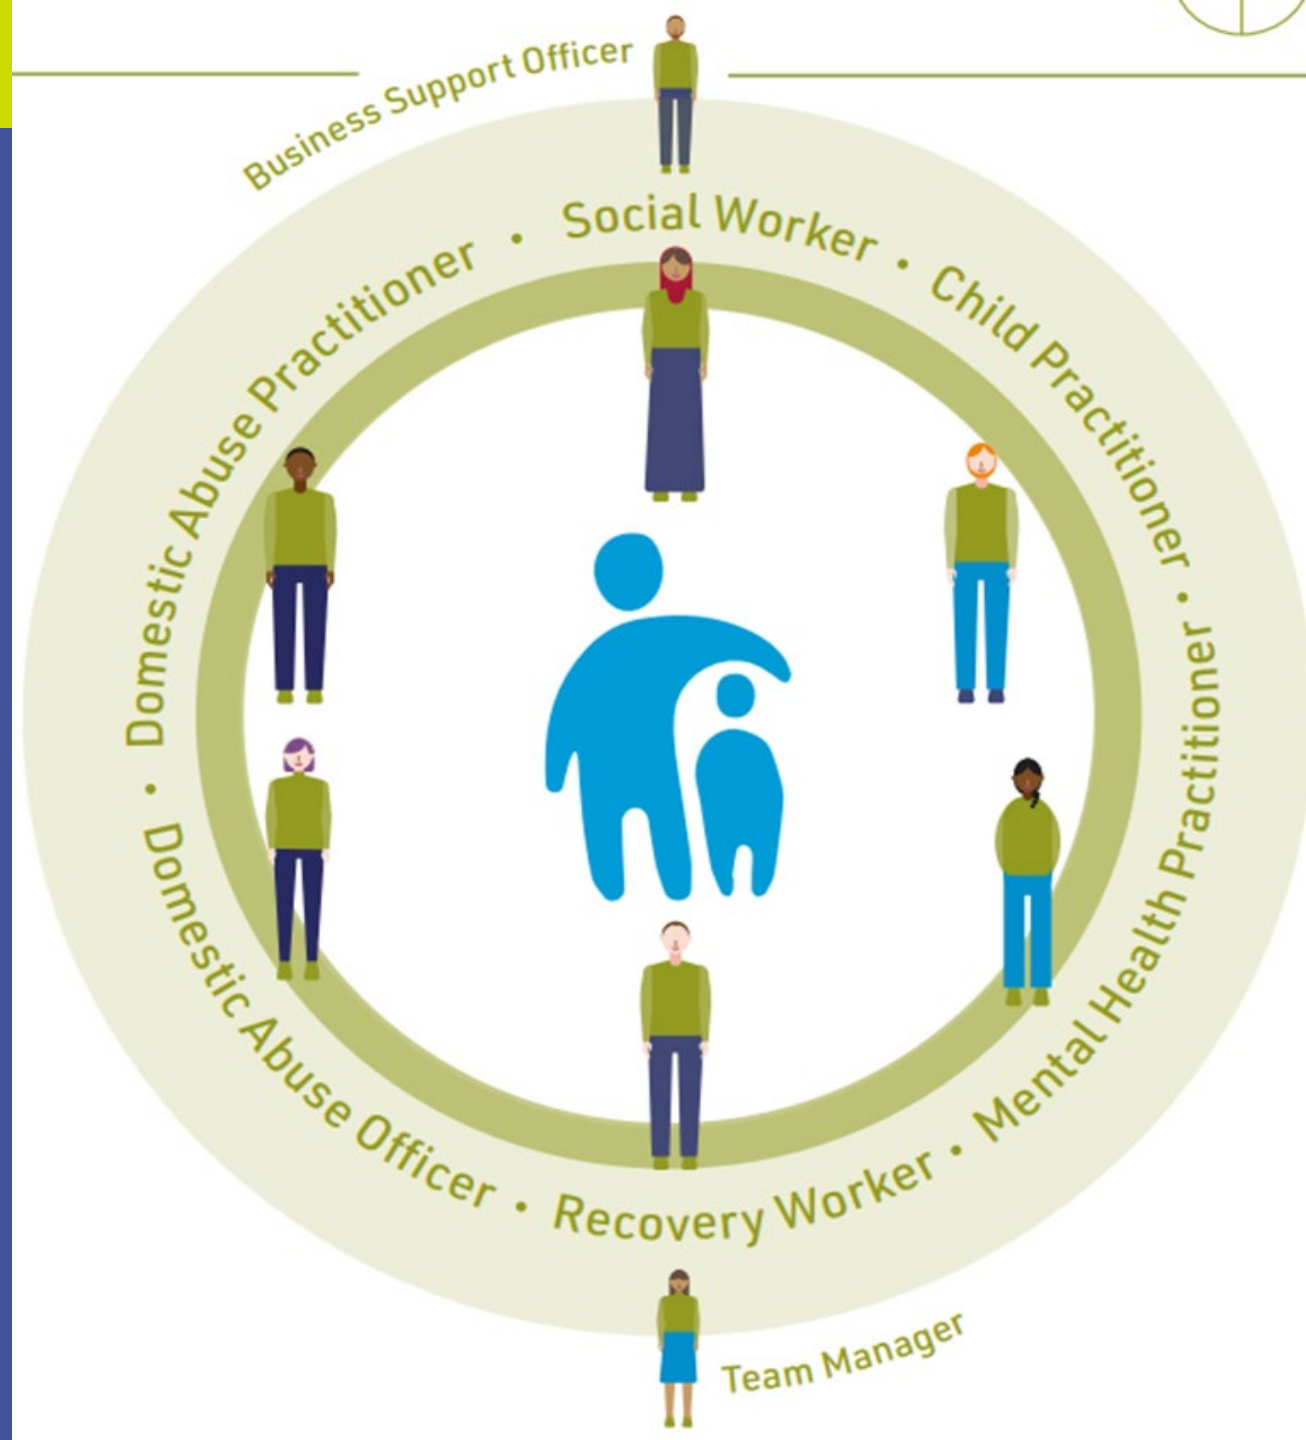 Business Support Officer
Social Worker • Child Practitioner • Mental Health Practitioner • Recovery Worker • Domestic Abuse Officer • Domestic Abuse Practitioner •
Team Manager